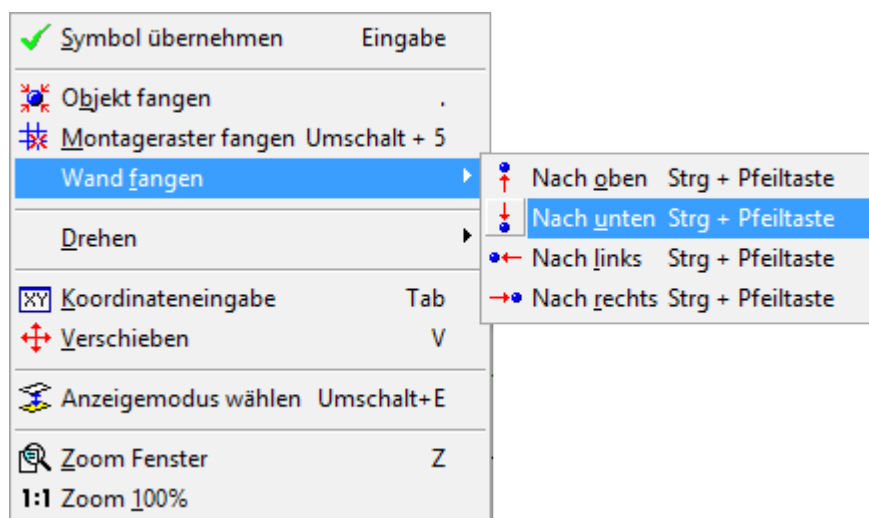 Symbol übernehmen Eingabe
Objekt fangen .
Montageraster fangen Umschalt + 5
Wand fangen
Drehen
XY Koordinateneingabe Tab
Verschieben V
Anzeigemodus wählen Umschalt+E
Zoom Fenster Z
1:1 Zoom 100%
Nach oben Strg + Pfeiltaste
Nach unten Strg + Pfeiltaste
Nach links Strg + Pfeiltaste
Nach rechts Strg + Pfeiltaste